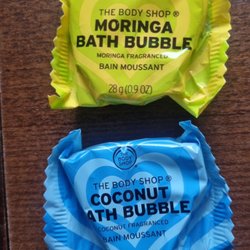 THE BODY SHOP ®
MORINGA
BATH BUBBLE
MORINGA FRAGRANCED
BAIN MOUSSANT
28 g (0.9 OZ)
THE BODY
SHOP
THE BODY SHOP ®
COCONUT
ATH BUBBLE
COCONUT FRAGRANCED
BAIN MOUSSANT